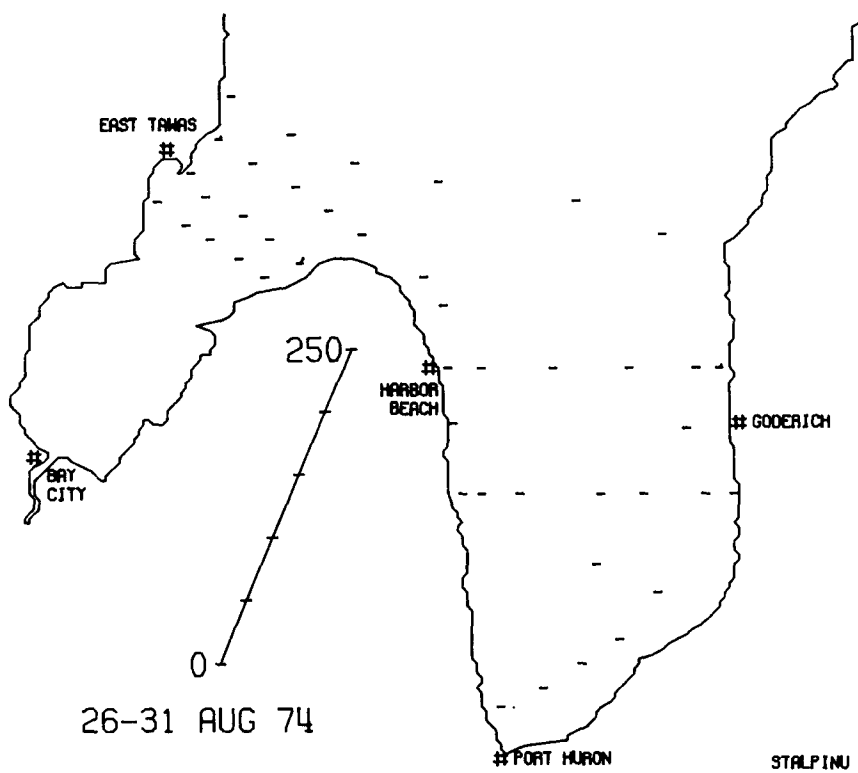 EAST TAWAS
#
250
#
HARBOR
BEACH
# GODERICH
#
BAY
CITY
0
26-31 AUG 74
# PORT HURON
STALPINU